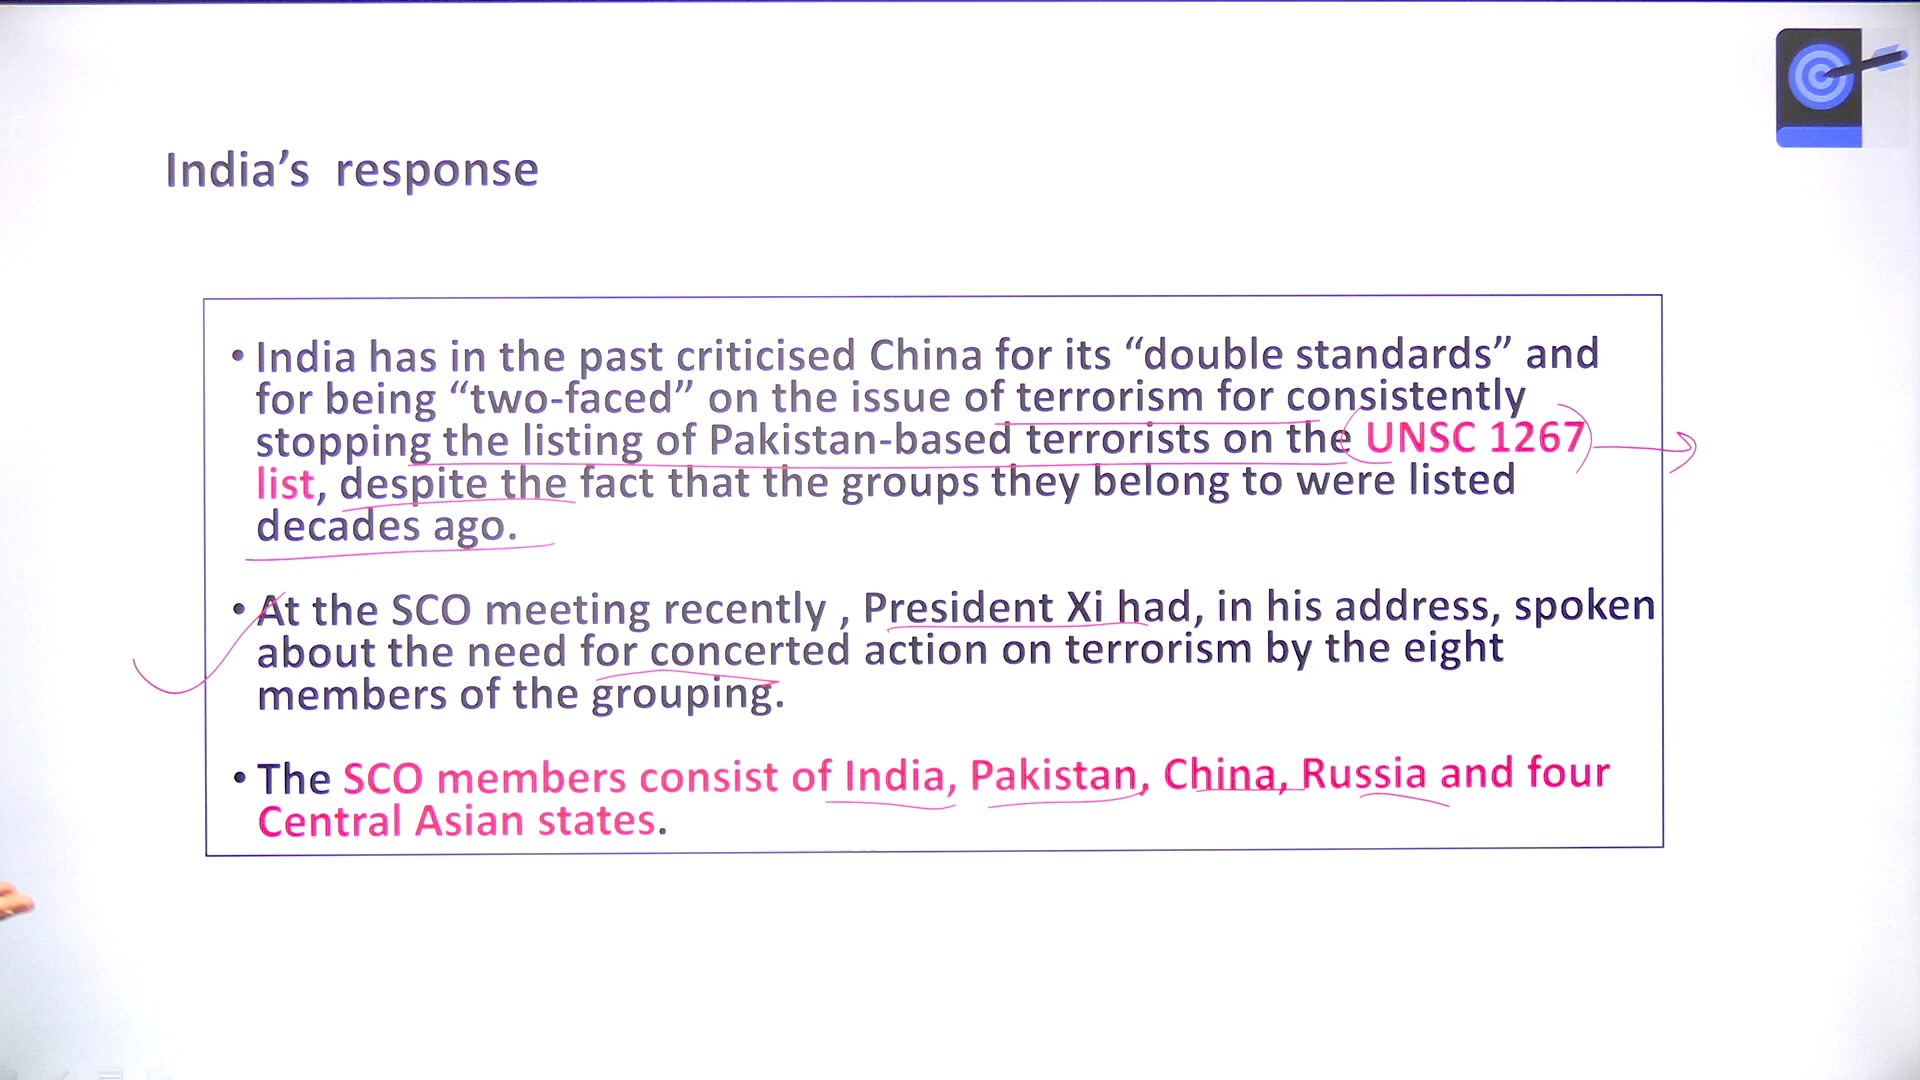 India’s response
• India has in the past criticised China for its “double standards” and
for being “two-faced” on the issue of terrorism for consistently
stopping the listing of Pakistan-based terrorists on the UNSC 1267
list, despite the fact that the groups they belong to were listed
decades ago.
• At the SCO meeting recently , President Xi had, in his address, spoken
about the need for concerted action on terrorism by the eight
members of the grouping.
• The SCO members consist of India, Pakistan, China, Russia and four
Central Asian states.